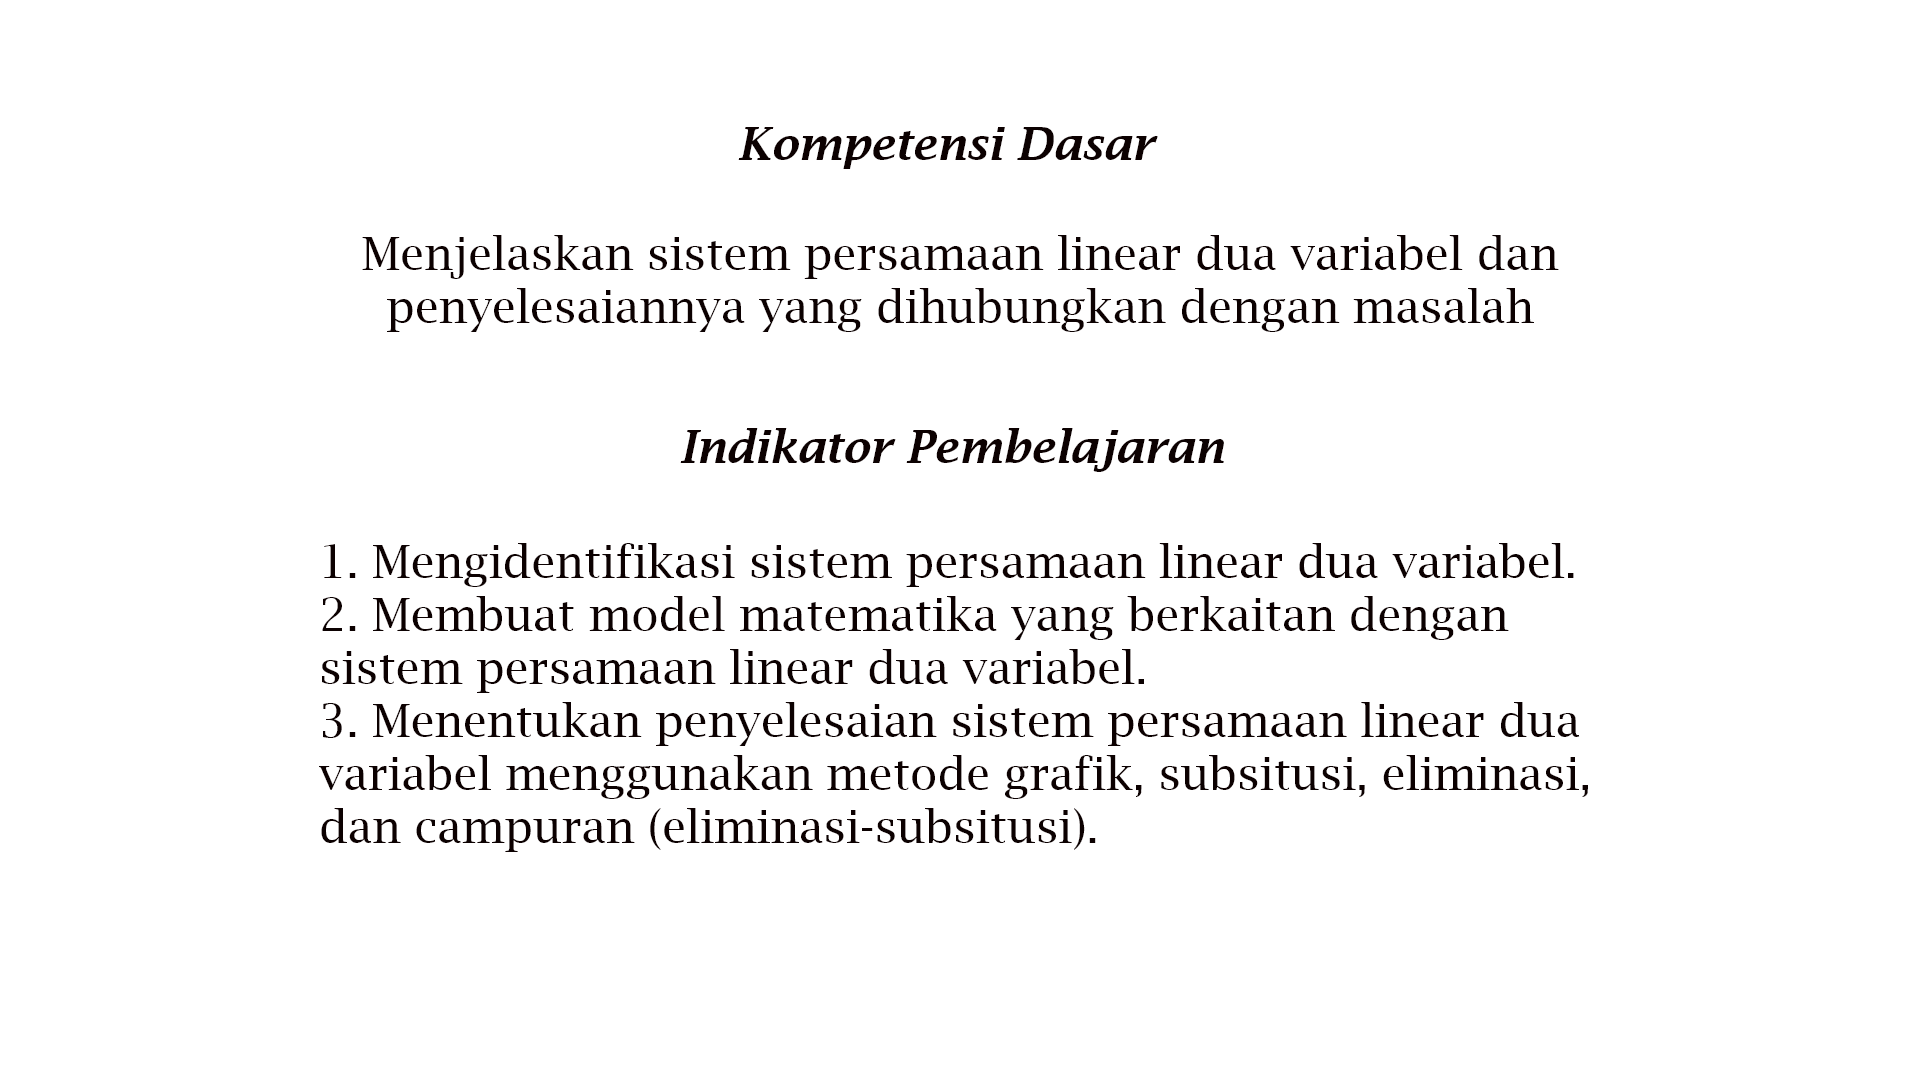 Kompetensi Dasar
Menjelaskan sistem persamaan linear dua variabel dan
penyelesaiannya yang dihubungkan dengan masalah
Indikator Pembelajaran
1. Mengidentifikasi sistem persamaan linear dua variabel.
2. Membuat model matematika yang berkaitan dengan
sistem persamaan linear dua variabel.
3. Menentukan penyelesaian sistem persamaan linear dua
variabel menggunakan metode grafik, subsitusi, eliminasi,
dan campuran (eliminasi-subsitusi).